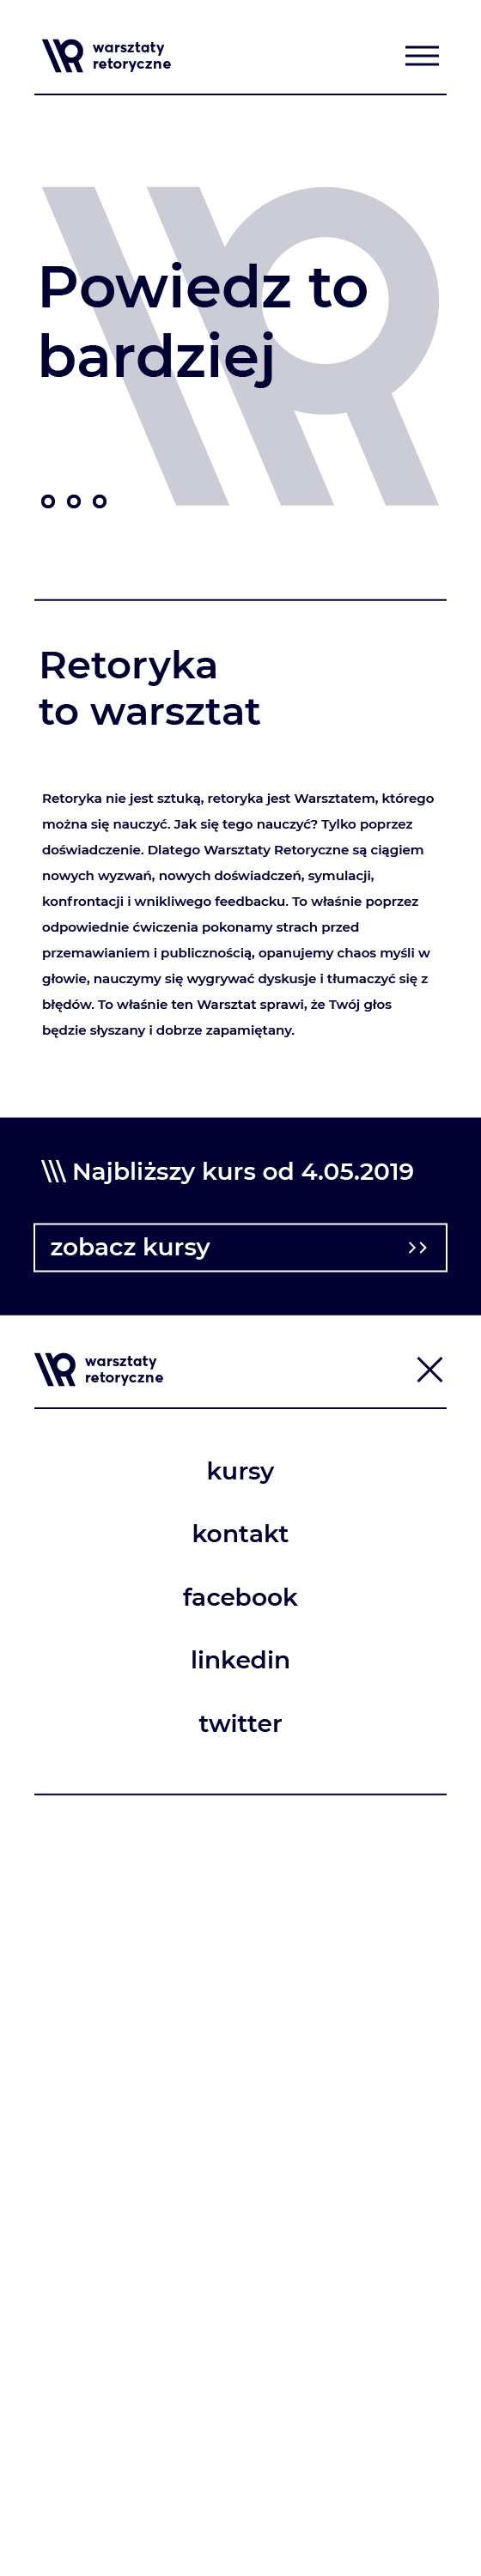 warsztaty
retoryczne
Powiedz to
bardziej
Retoryka
to warsztat
Retoryka nie jest sztuką, retoryka jest Warsztatem, którego
można się nauczyć. Jak się tego nauczyć? Tylko poprzez
doświadczenie. Dlatego Warsztaty Retoryczne są ciągiem
nowych wyzwań, nowych doświadczeń, symulacji,
konfrontacji i wnikliwego feedbacku. To właśnie poprzez
odpowiednie ćwiczenia pokonamy strach przed
przemawianiem i publicznością, opanujemy chaos myśli w
głowie, nauczymy się wygrywać dyskusje i tłumaczyć się z
błędów. To właśnie ten Warsztat sprawi, że Twój głos
będzie słyszany i dobrze zapamiętany.
\\\ Najbliższy kurs od 4.05.2019
zobacz kursy >>
warsztaty
retoryczne
kursy
kontakt
facebook
linkedin
twitter